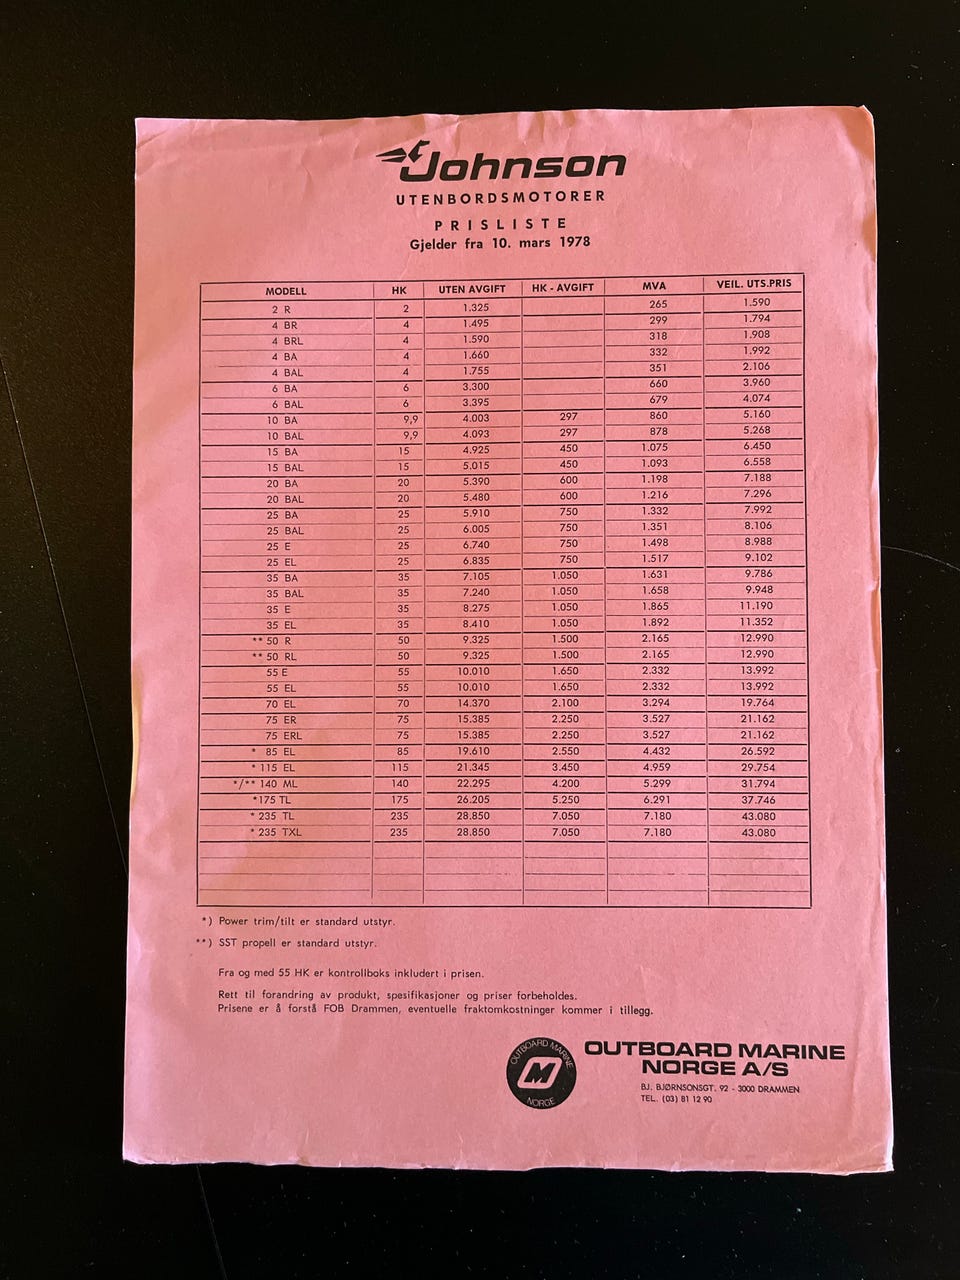 Johnson
UTENBORDSMOTORER
PRISLISTE
Gjelder fra 10. mars 1978
MODELL HK UTEN AVGIFT HK - AVGIFT MVA VEIL. UTS.PRIS
2 R 2 1.325 265 1.590
4 BR 4 1.495 299 1.794
4 BRL 4 1.590 318 1.908
4 BA 4 1.660 332 1.992
4 BAL 4 1.755 351 2.106
6 BA 6 3.300 660 3.960
6 BAL 6 3.395 679 4.074
10 BA 9,9 4.003 297 860 5.160
10 BAL 9,9 4.093 297 878 5.268
15 BA 15 4.925 450 1.075 6.450
15 BAL 15 5.015 450 1.093 6.558
20 BA 20 5.390 600 1.198 7.188
20 BAL 20 5.480 600 1.216 7.296
25 BA 25 5.910 750 1.332 7.992
25 BAL 25 6.005 750 1.351 8.106
25 E 25 6.740 750 1.498 8.988
25 EL 25 6.835 750 1.517 9.102
35 BA 35 7.105 1.050 1.631 9.786
35 BAL 35 7.240 1.050 1.658 9.948
35 E 35 8.275 1.050 1.865 11.190
35 EL 35 8.410 1.050 1.892 11.352
** 50 R 50 9.325 1.500 2.165 12.990
** 50 RL 50 9.325 1.500 2.165 12.990
55 E 55 10.010 1.650 2.332 13.992
55 EL 55 10.010 1.650 2.332 13.992
70 EL 70 14.370 2.100 3.294 19.764
75 ER 75 15.385 2.250 3.527 21.162
75 ERL 75 15.385 2.250 3.527 21.162
* 85 EL 85 19.610 2.550 4.432 26.592
* 115 EL 115 21.345 3.450 4.959 29.754
*/** 140 ML 140 22.295 4.200 5.299 31.794
*175 TL 175 26.205 5.250 6.291 37.746
* 235 TL 235 28.850 7.050 7.180 43.080
* 235 TXL 235 28.850 7.050 7.180 43.080
*) Power trim/tilt er standard utstyr.
**) SST propell er standard utstyr.
Fra og med 55 HK er kontrollboks inkludert i prisen.
Rett til forandring av produkt, spesifikasjoner og priser forbeholdes.
Prisene er å forstå FOB Drammen, eventuelle fraktomkostninger kommer i tillegg.
OUTBOARD MARINE
M
NORGE
OUTBOARD MARINE
NORGE A/S
BJ. BJØRNSONSGT. 92 - 3000 DRAMMEN
TEL. (03) 81 12 90